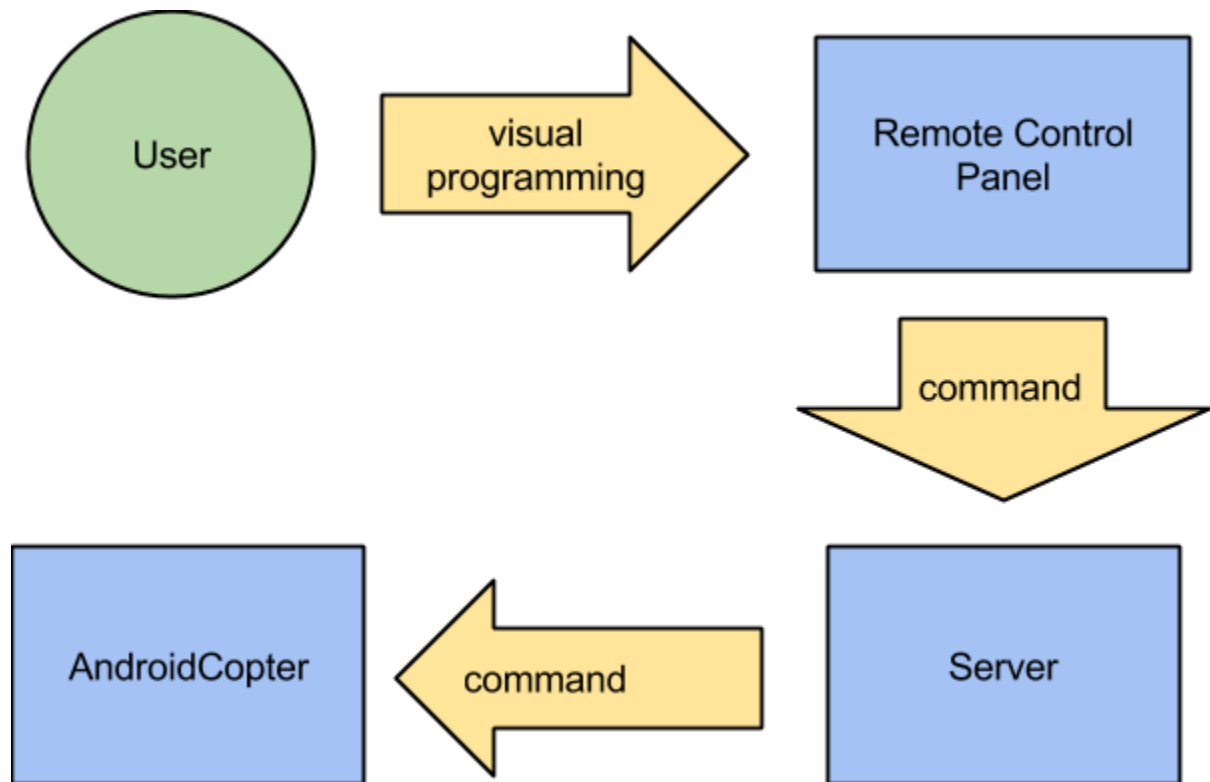 User
visual
programming
Remote Control
Panel
command
Server
command
AndroidCopter